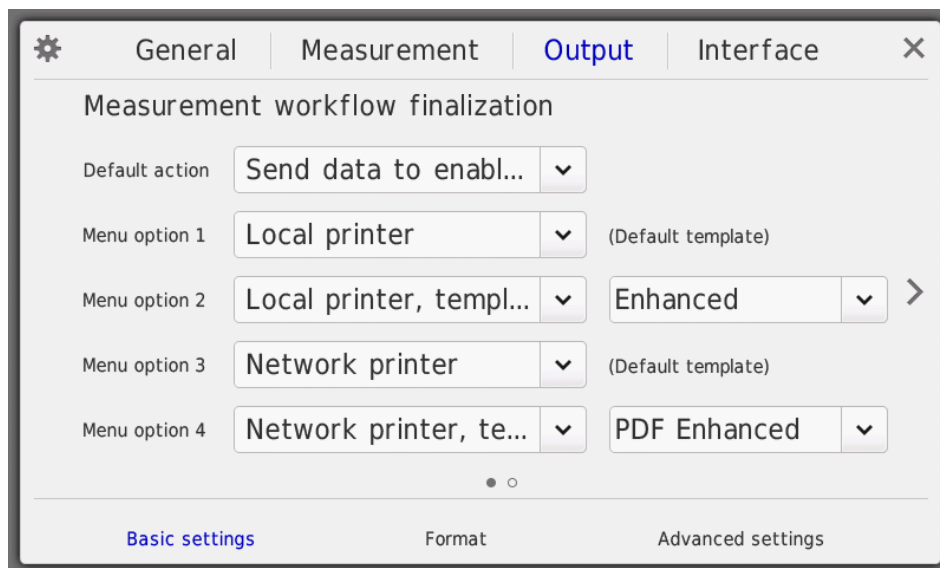 General Measurement Output Interface
Measurement workflow finalization
Default action Send data to enabl...
Menu option 1 Local printer (Default template)
Menu option 2 Local printer, templ... Enhanced
Menu option 3 Network printer (Default template)
Menu option 4 Network printer, te... PDF Enhanced
Basic settings Format Advanced settings